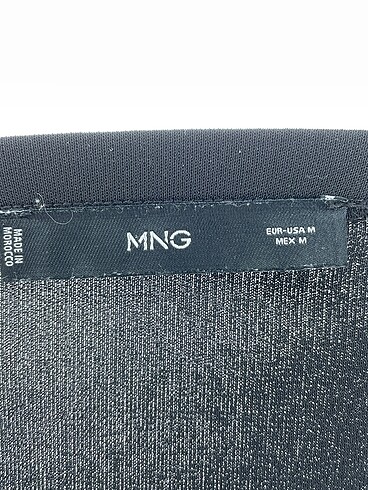 MADE IN
MOROCCO
MNG
EUR-USA M
MEX M